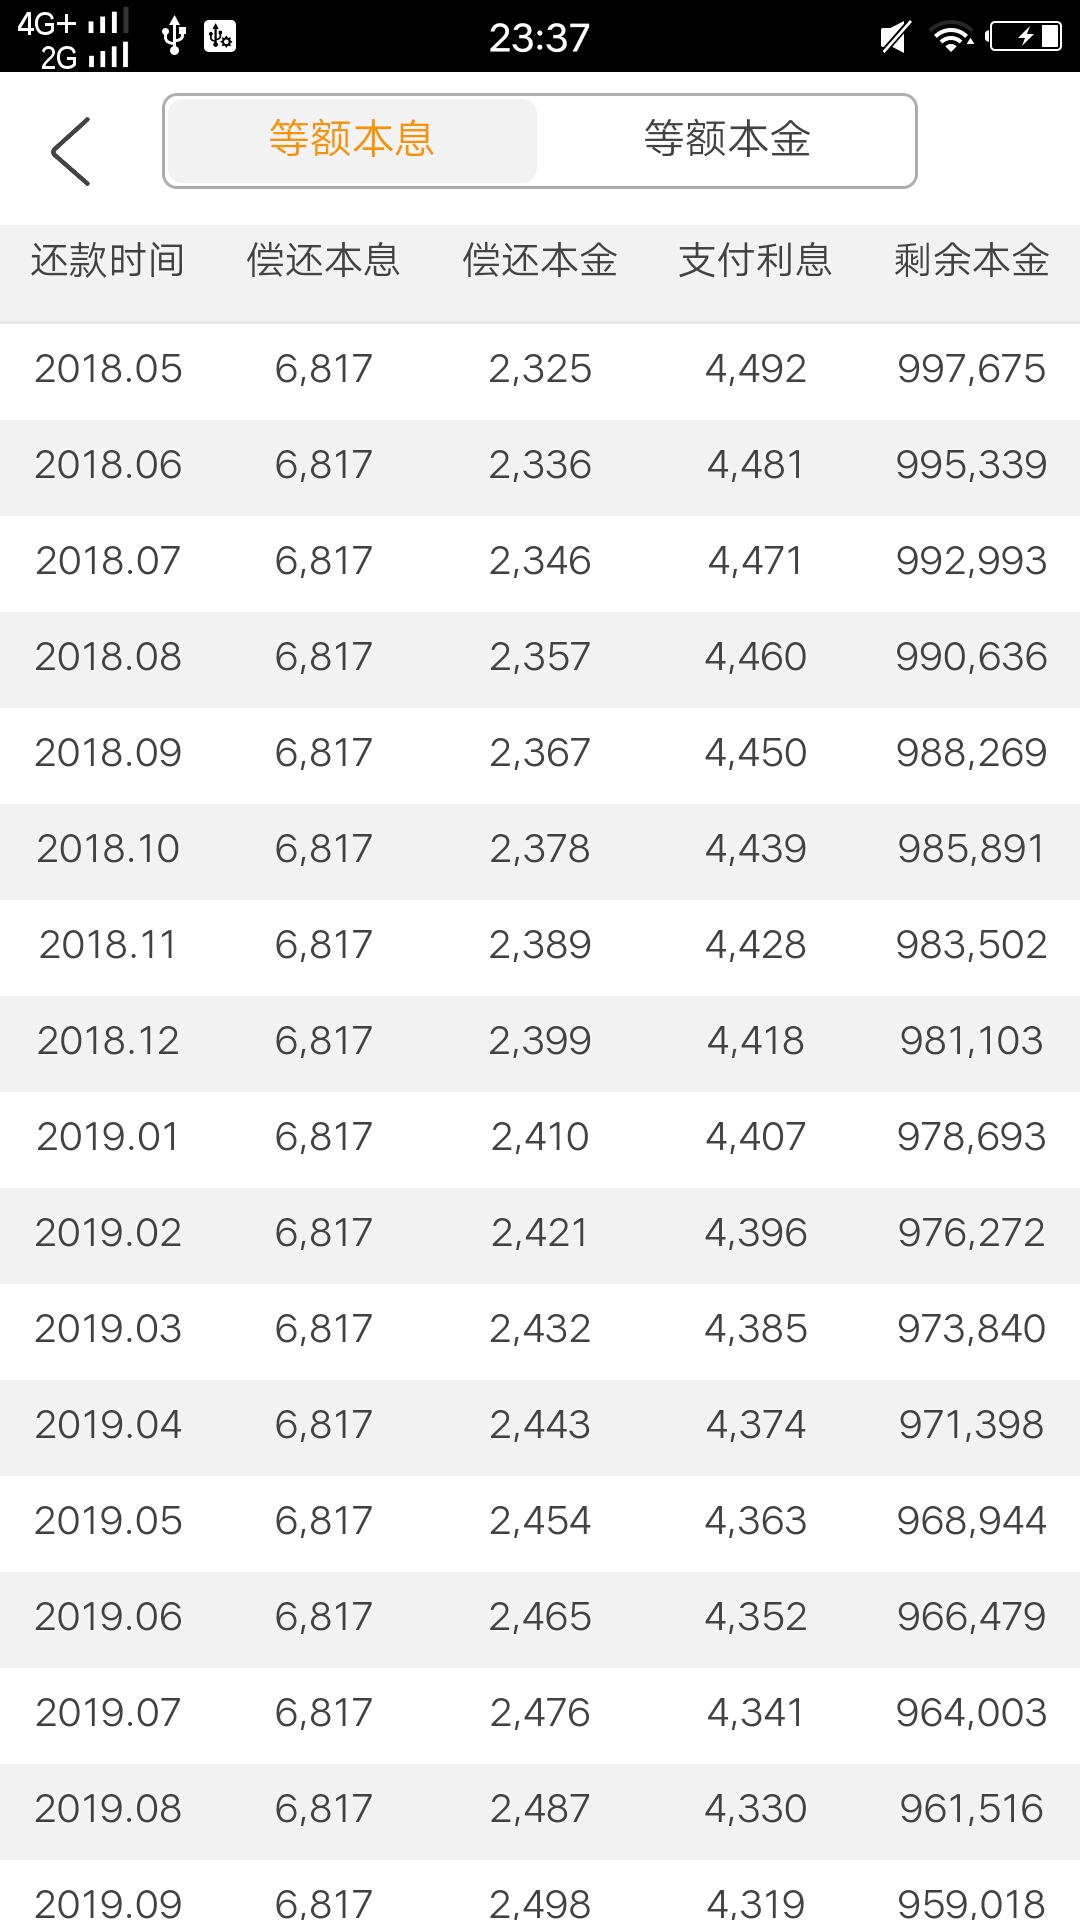 4G+
2G
23:37
等额本息 等额本金
还款时间 偿还本息 偿还本金 支付利息 剩余本金
2018.05 6,817 2,325 4,492 997,675
2018.06 6,817 2,336 4,481 995,339
2018.07 6,817 2,346 4,471 992,993
2018.08 6,817 2,357 4,460 990,636
2018.09 6,817 2,367 4,450 988,269
2018.10 6,817 2,378 4,439 985,891
2018.11 6,817 2,389 4,428 983,502
2018.12 6,817 2,399 4,418 981,103
2019.01 6,817 2,410 4,407 978,693
2019.02 6,817 2,421 4,396 976,272
2019.03 6,817 2,432 4,385 973,840
2019.04 6,817 2,443 4,374 971,398
2019.05 6,817 2,454 4,363 968,944
2019.06 6,817 2,465 4,352 966,479
2019.07 6,817 2,476 4,341 964,003
2019.08 6,817 2,487 4,330 961,516
2019.09 6,817 2,498 4,319 959,018